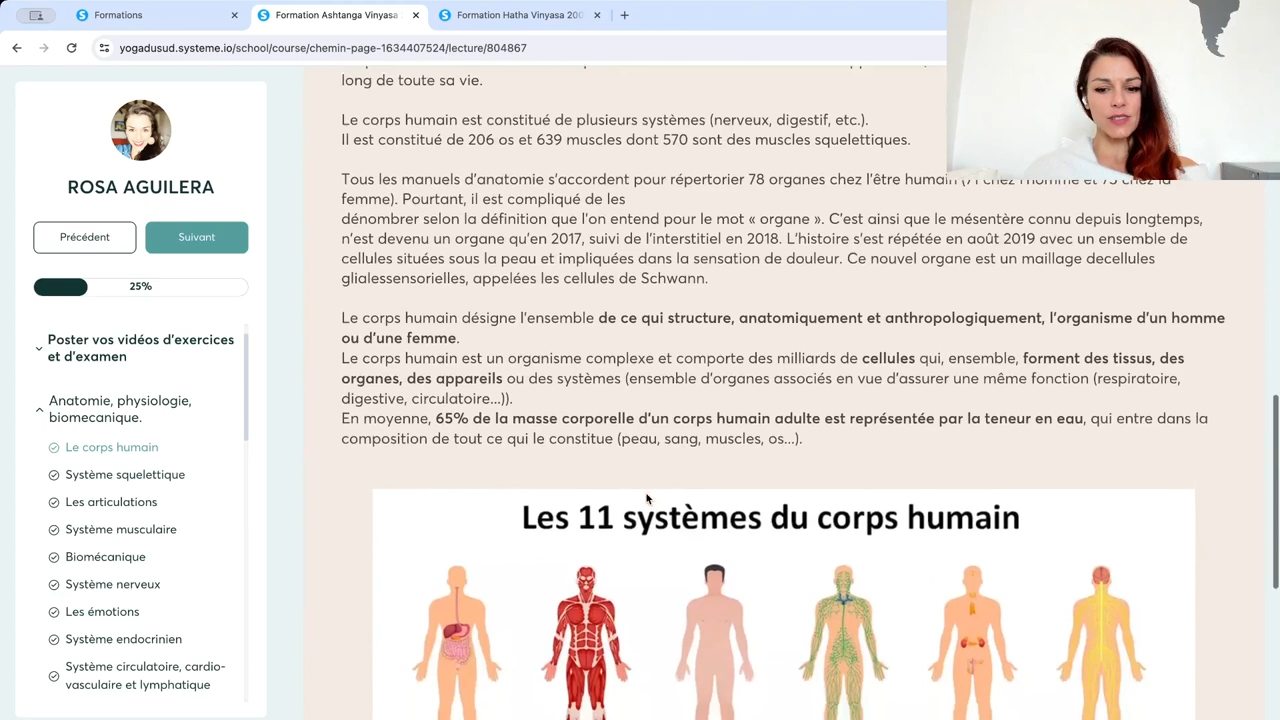 Formations
Formation Ashtanga Vinyasa
Formation Hatha Vinyasa 200
yogadusud.systeme.io/school/course/chemin-page-1634407524/lecture/804867
ROSA AGUILERA
Précédent
Suivant
25%
Poster vos vidéos d'exercices
et d'examen
Anatomie, physiologie,
biomecanique.
Le corps humain
Système squelettique
Les articulations
Système musculaire
Biomécanique
Système nerveux
Les émotions
Système endocrinien
Système circulatoire, cardio-
vasculaire et lymphatique
long de toute sa vie.
Le corps humain est constitué de plusieurs systèmes (nerveux, digestif, etc.).
Il est constitué de 206 os et 639 muscles dont 570 sont des muscles squelettiques.
Tous les manuels d'anatomie s'accordent pour répertorier 78 organes chez l'être humain
femme). Pourtant, il est compliqué de les
dénombrer selon la définition que l'on entend pour le mot « organe ». C'est ainsi que le mésentère connu depuis longtemps,
n'est devenu un organe qu'en 2017, suivi de l'interstitiel en 2018. L'histoire s'est répétée en août 2019 avec un ensemble de
cellules situées sous la peau et impliquées dans la sensation de douleur. Ce nouvel organe est un maillage decellules
glialessensorielles, appelées les cellules de Schwann.
Le corps humain désigne l'ensemble de ce qui structure, anatomiquement et anthropologiquement, l'organisme d'un homme
ou d'une femme.
Le corps humain est un organisme complexe et comporte des milliards de cellules qui, ensemble, forment des tissus, des
organes, des appareils ou des systèmes (ensemble d'organes associés en vue d'assurer une même fonction (respiratoire,
digestive, circulatoire...)).
En moyenne, 65% de la masse corporelle d'un corps humain adulte est représentée par la teneur en eau, qui entre dans la
composition de tout ce qui le constitue (peau, sang, muscles, os...).
Les 11 systèmes du corps humain